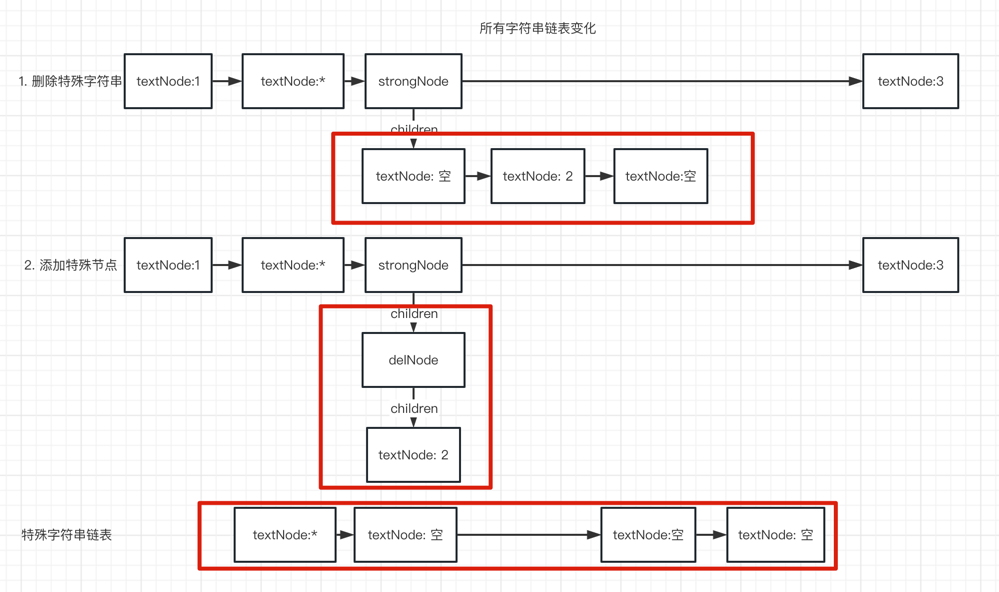 所有字符串链表变化
1. 删除特殊字符串
textNode:1
textNode:*
strongNode
textNode:3
children
textNode: 空
textNode: 2
textNode:空
2. 添加特殊节点
textNode:1
textNode:*
strongNode
textNode:3
children
delNode
children
textNode: 2
特殊字符串链表
textNode:*
textNode: 空
textNode:空
textNode: 空